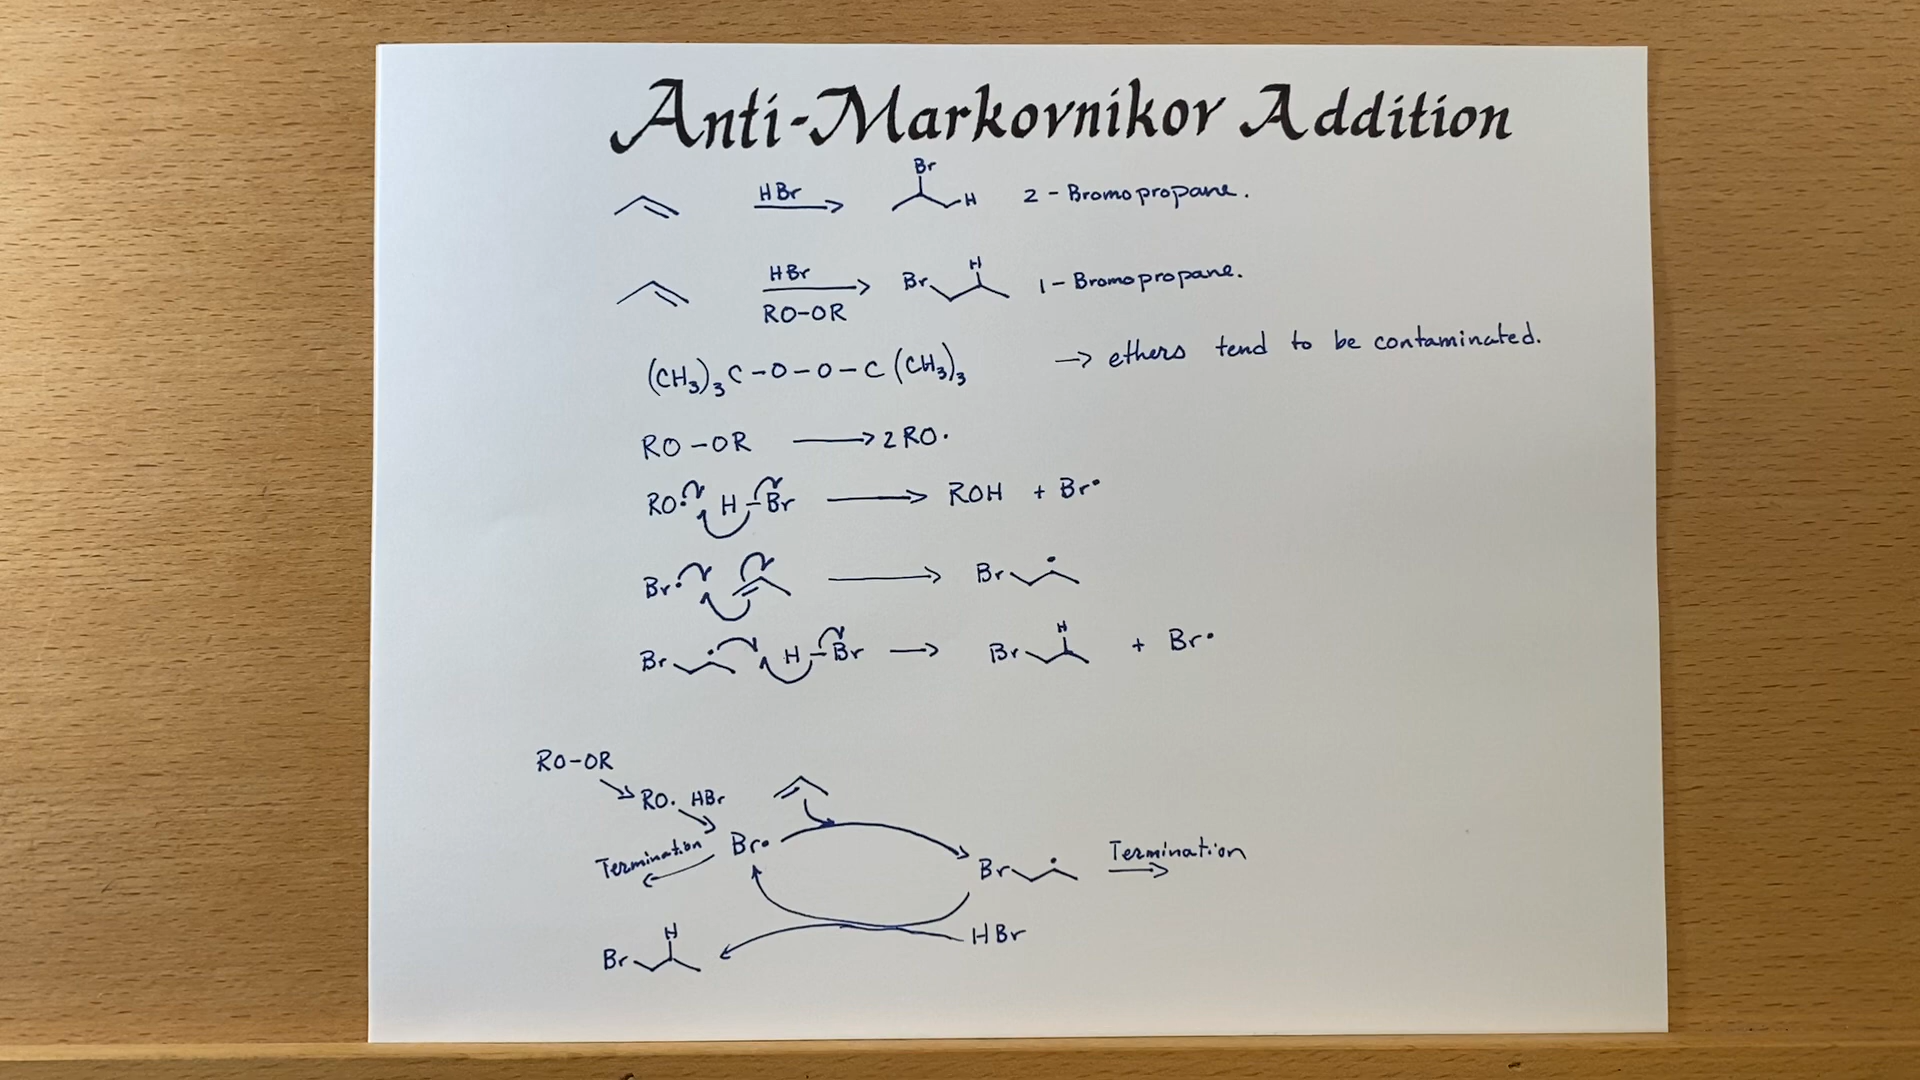 Anti-Markovnikov Addition
HBr Br H 2-Bromopropane.
HBr RO-OR Br H 1-Bromopropane.
(CH3)3C-O-O-C(CH3)3 → ethers tend to be contaminated.
RO-OR → 2RO·
RO· H-Br → ROH + Br·
Br· → Br ·
Br · H-Br → Br H + Br·
RO-OR
RO· HBr
Termination Br· Br · Termination
HBr
Br H